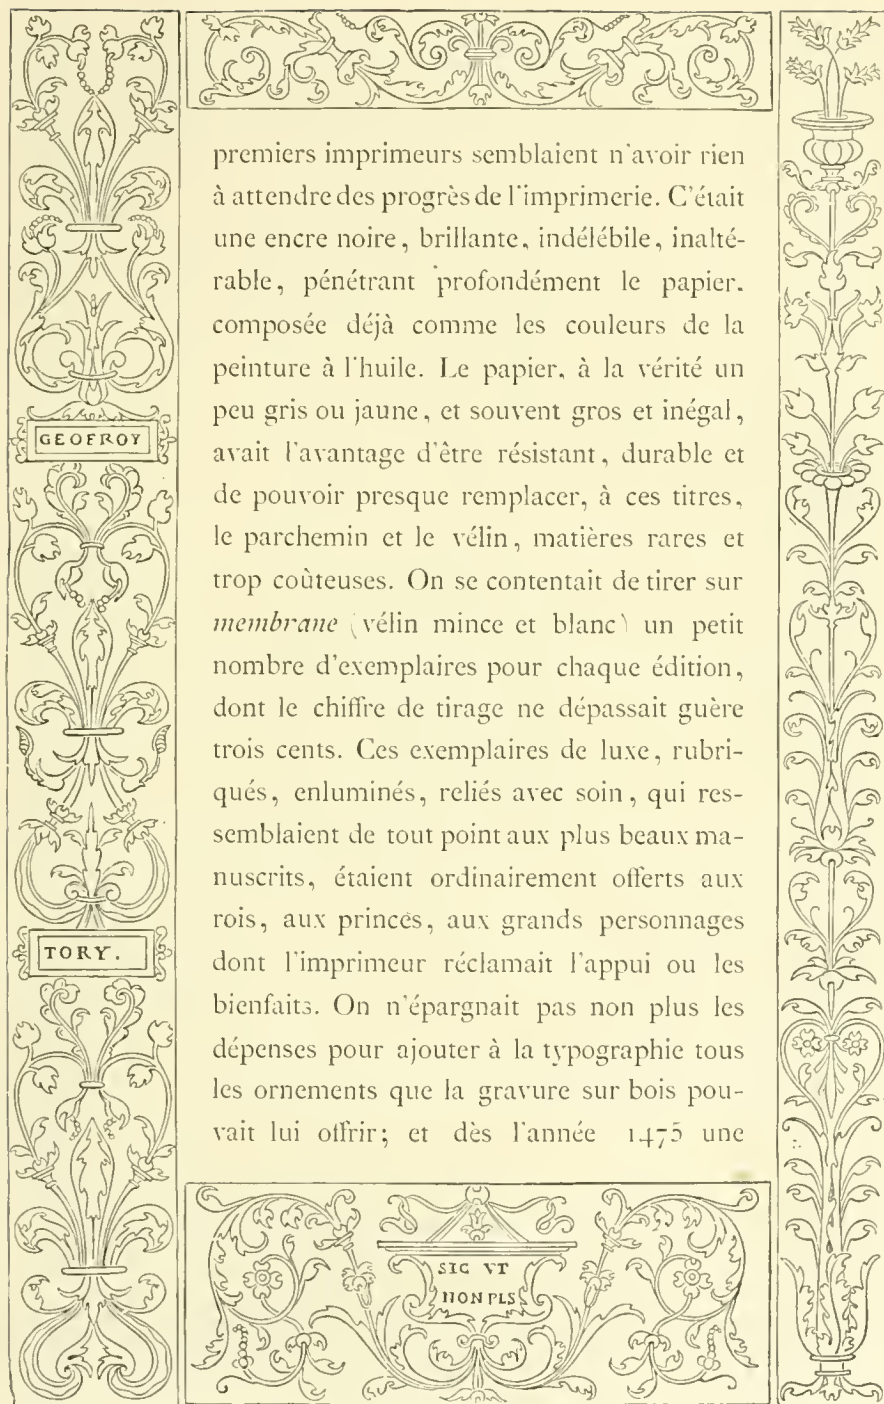 premiers imprimeurs semblaient n'avoir rien
à attendre des progrès de l'imprimerie. C'était
une encre noire, brillante, indélébile, inalté-
rable, pénétrant profondément le papier.
composée déjà comme les couleurs de la
peinture à l'huile. Le papier, à la vérité un
peu gris ou jaune, et souvent gros et inégal,
avait l'avantage d'être résistant, durable et
de pouvoir presque remplacer, à ces titres,
le parchemin et le vélin, matières rares et
trop coùteuses. On se contentait de tirer sur
membrane (vélin mince et blanc) un petit
nombre d'exemplaires pour chaque édition,
dont le chiffre de tirage ne dépassait guère
trois cents. Ces exemplaires de luxe, rubri-
qués, enluminés, reliés avec soin, qui res-
semblaient de tout point aux plus beaux ma-
nuscrits, étaient ordinairement offerts aux
rois, aux princes, aux grands personnages
dont l'imprimeur réclamait l'appui ou les
bienfaits. On n'épargnait pas non plus les
dépenses pour ajouter à la typographie tous
les ornements que la gravure sur bois pou-
vait lui offrir; et dès l'année 1475 une
GEOFROY
TORY.
SIC VT
NON PLS